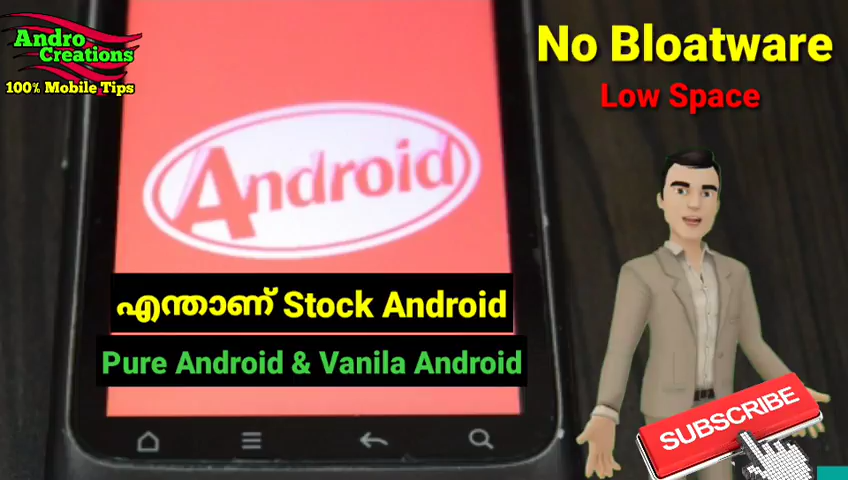 Andro
Creations
100% Mobile Tips
No Bloatware
Low Space
Android
എന്താണ് Stock Android
Pure Android & Vanila Android
SUBSCRIBE